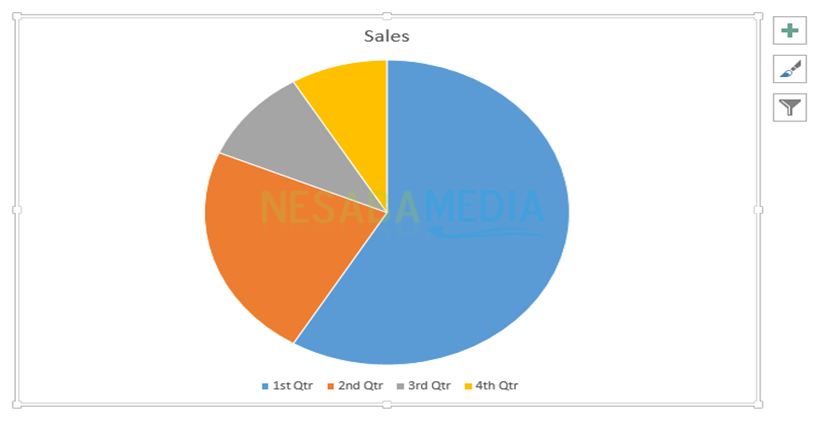 Sales
NESABAMEDIA
1st Qtr 2nd Qtr 3rd Qtr 4th Qtr